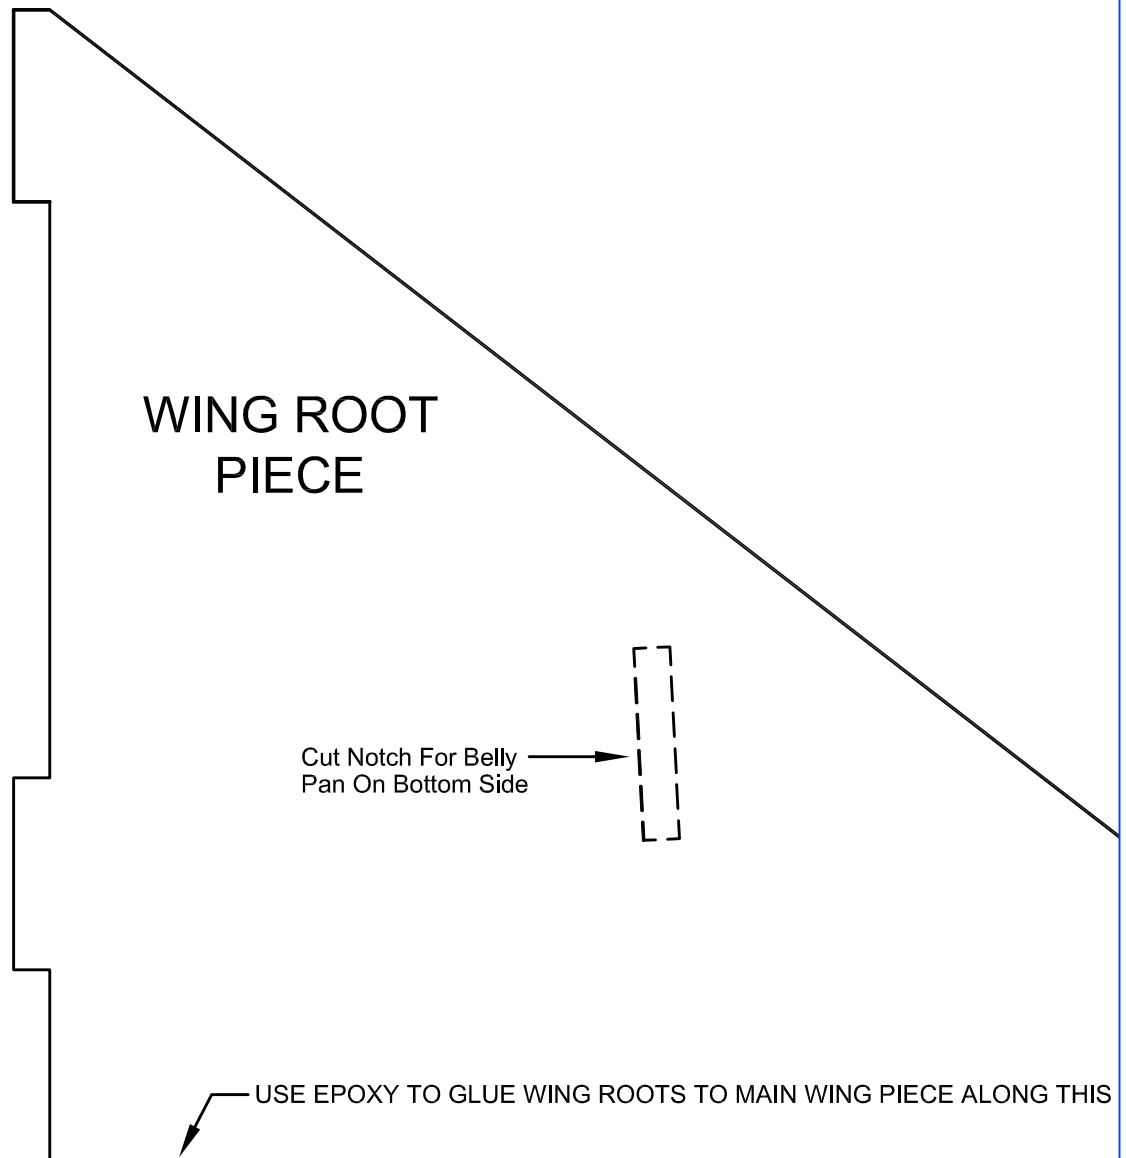 WING ROOT
PIECE
Cut Notch For Belly
Pan On Bottom Side
USE EPOXY TO GLUE WING ROOTS TO MAIN WING PIECE ALONG THIS